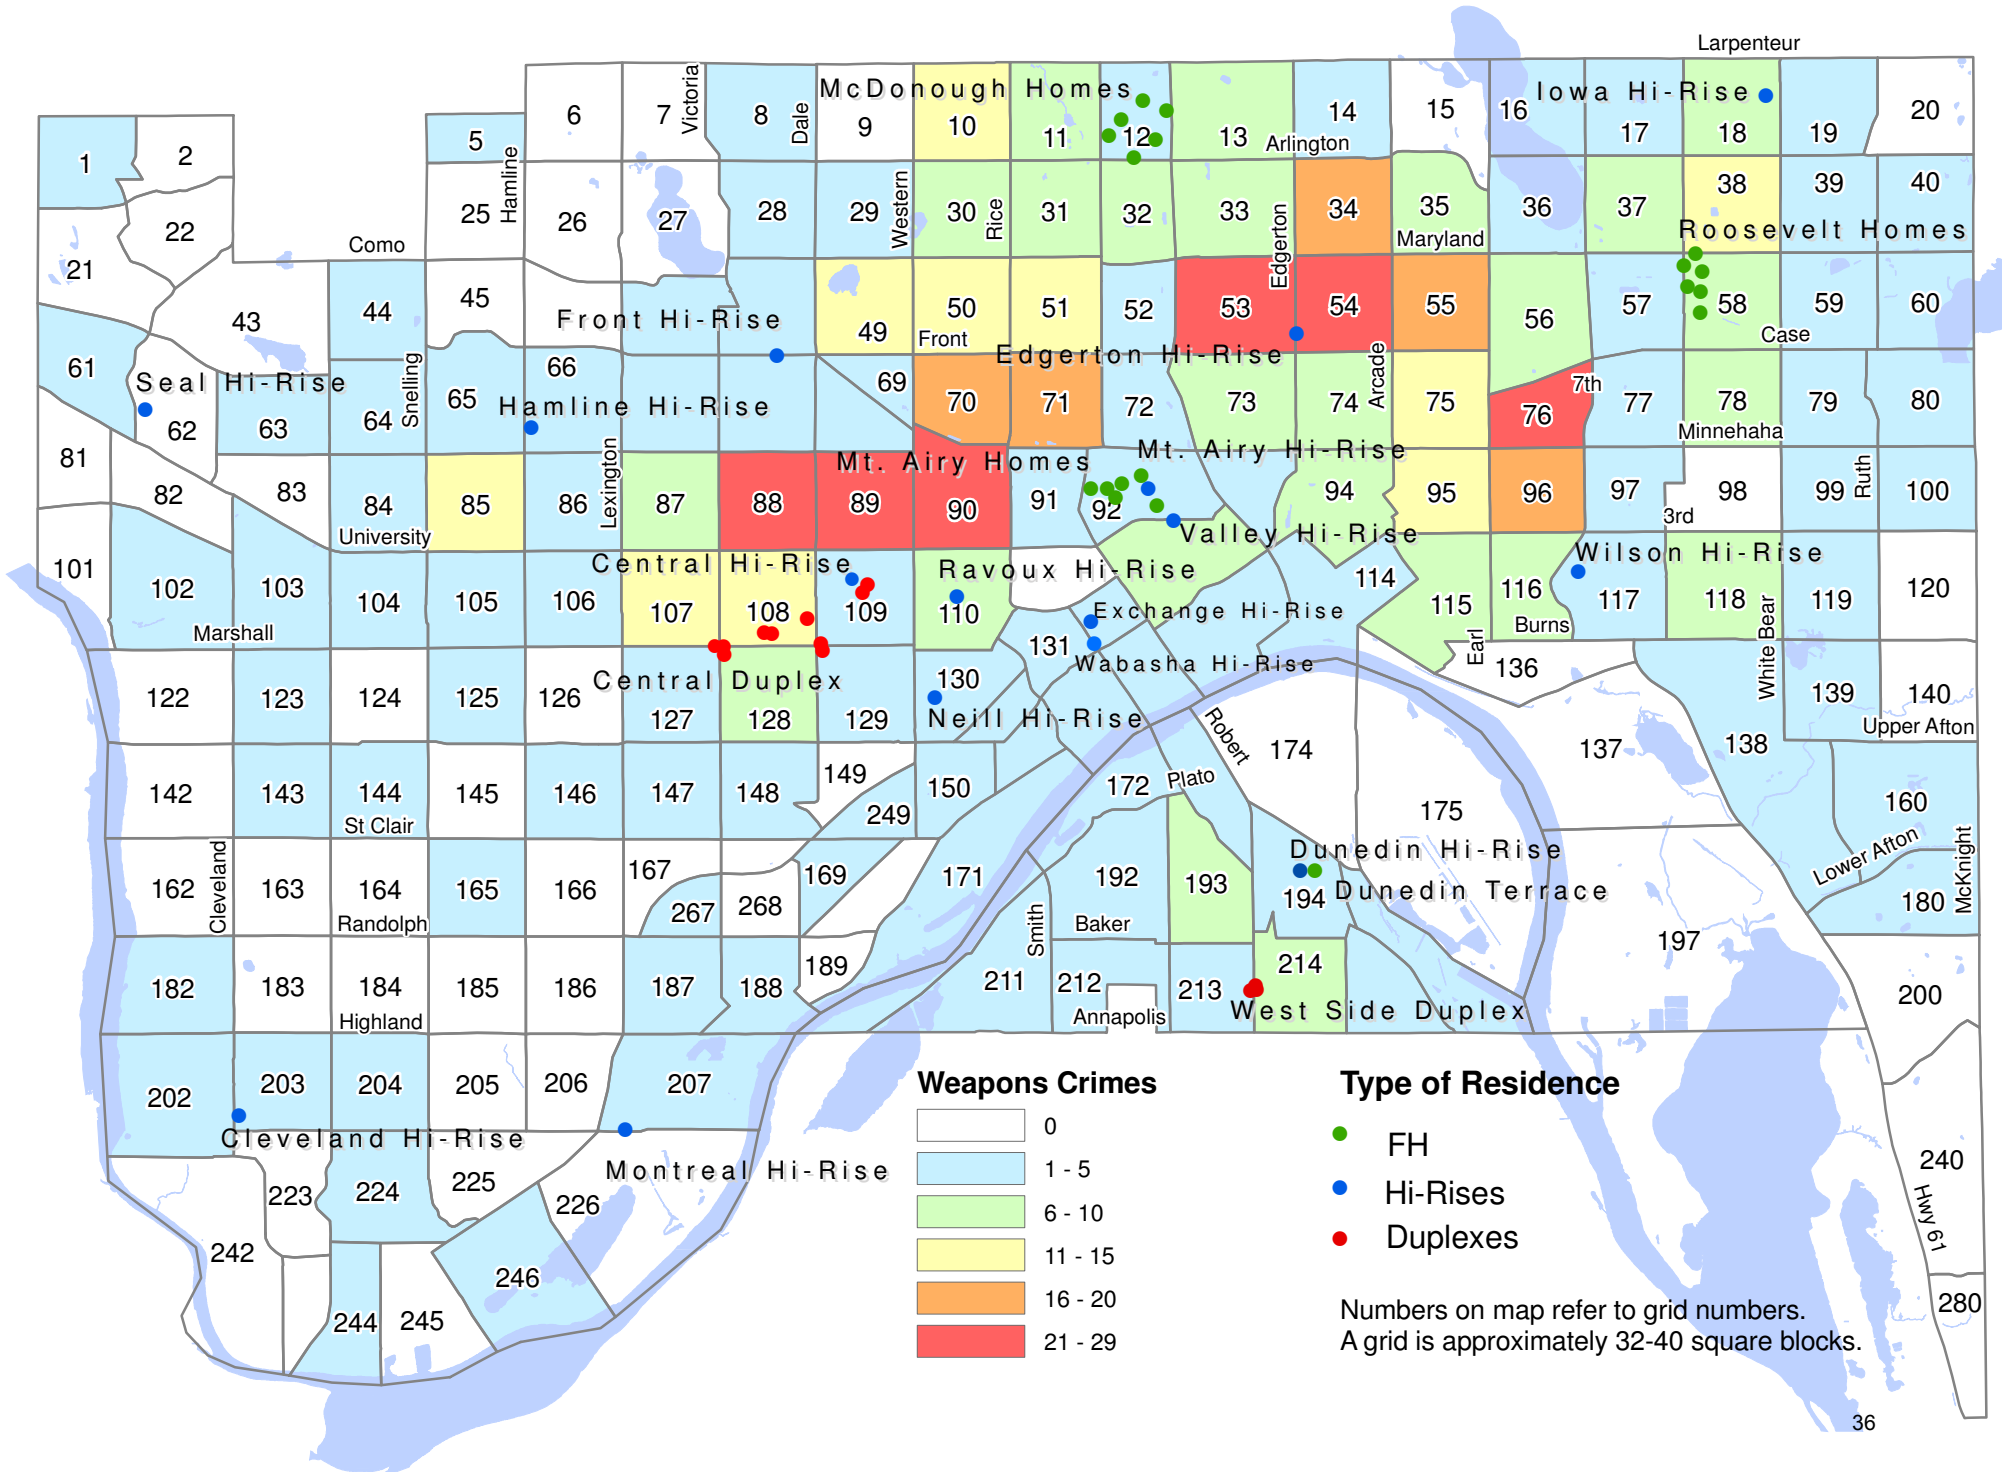 Larpenteur
McDonough Homes
Iowa Hi-Rise
Victoria
Dale
1
2
5
6
7
8
9
10
11
12
13
14
15
16
17
18
19
20
Arlington
Hamline
Western
Rice
Edgerton
21
22
25
26
27
28
29
30
31
32
33
34
35
36
37
38
39
40
Como
Maryland
Roosevelt Homes
43
44
45
49
50
51
52
53
54
55
56
57
58
59
60
Front Hi-Rise
Front
Case
Edgerton Hi-Rise
Snelling
Arcade
7th
61
Seal Hi-Rise
62
63
64
65
66
Hamline Hi-Rise
69
70
71
72
73
74
75
76
77
78
79
80
Minnehaha
Lexington
Mt. Airy Homes
Mt. Airy Hi-Rise
Ruth
81
82
83
84
85
86
87
88
89
90
91
92
94
95
96
97
98
99
100
University
3rd
Valley Hi-Rise
Central Hi-Rise
Ravoux Hi-Rise
Wilson Hi-Rise
101
102
103
104
105
106
107
108
109
110
114
115
116
117
118
119
120
Marshall
Exchange Hi-Rise
Burns
Earl
White Bear
Wabasha Hi-Rise
122
123
124
125
126
Central Duplex
127
128
129
130
131
136
137
138
139
140
Neill Hi-Rise
Upper Afton
Robert
142
143
144
145
146
147
148
149
249
150
172
Plato
174
175
160
St Clair
Lower Afton
McKnight
Cleveland
162
163
164
165
166
167
267
268
169
171
192
193
194
Dunedin Hi-Rise
Dunedin Terrace
180
Randolph
Smith
Baker
197
182
183
184
185
186
187
188
189
211
212
213
214
200
Highland
Annapolis
West Side Duplex
202
203
204
205
206
207
Cleveland Hi-Rise
Montreal Hi-Rise
223
224
225
226
240
Hwy 61
242
244
245
246
280
Weapons Crimes
0
1 - 5
6 - 10
11 - 15
16 - 20
21 - 29
Type of Residence
FH
Hi-Rises
Duplexes
Numbers on map refer to grid numbers.
A grid is approximately 32-40 square blocks.
36